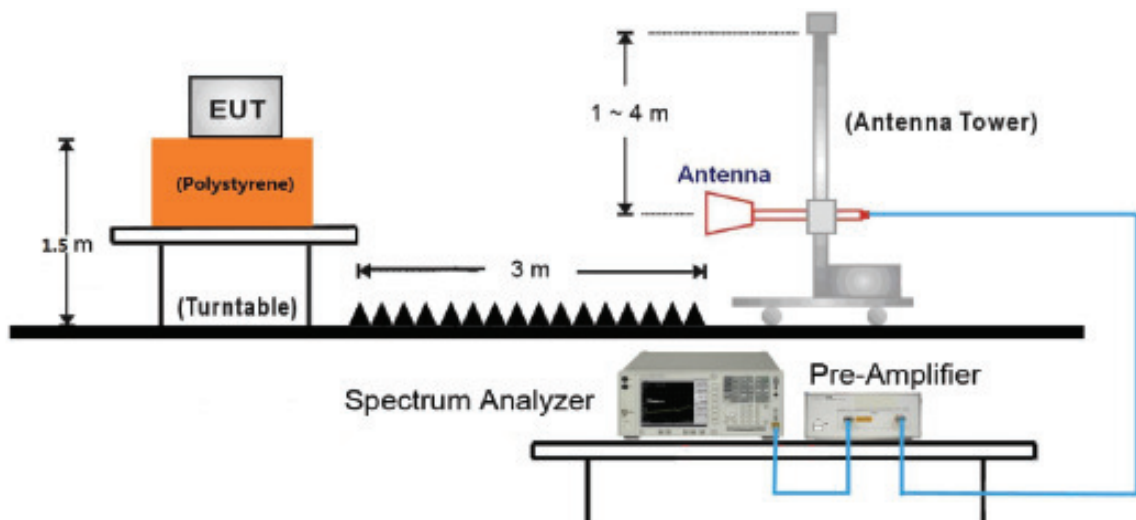 EUT
1 ~ 4 m
(Antenna Tower)
Antenna
(Polystyrene)
1.5 m
3 m
(Turntable)
Pre-Amplifier
Spectrum Analyzer